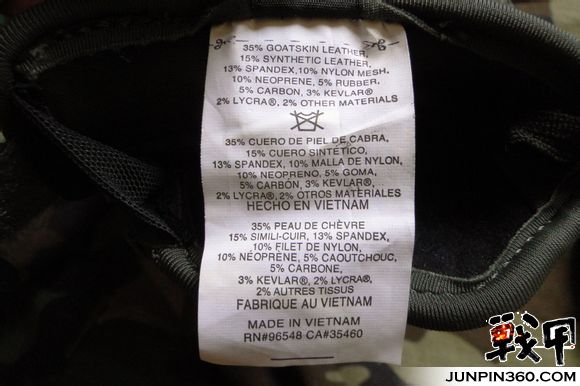 35% GOATSKIN LEATHER,
15% SYNTHETIC LEATHER,
13% SPANDEX,10% NYLON MESH,
10% NEOPRENE, 5% RUBBER,
5% CARBON, 3% KEVLAR®
2% LYCRA®, 2% OTHER MATERIALS
35% CUERO DE PIEL DE CABRA,
15% CUERO SINTÉTICO,
13% SPANDEX, 10% MALLA DE NYLON,
10% NEOPRENO, 5% GOMA,
5% CARBÓN, 3% KEVLAR®,
2% LYCRA®, 2% OTROS MATERIALES
HECHO EN VIETNAM
35% PEAU DE CHÈVRE
15% SIMILI-CUIR, 13% SPANDEX,
10% FILET DE NYLON,
10% NÉOPRÈNE, 5% CAOUTCHOUC,
5% CARBONE,
3% KEVLAR®, 2% LYCRA®,
2% AUTRES TISSUS
FABRIQUE AU VIETNAM
MADE IN VIETNAM
RN#96548 CA#35460
戰甲
JUNPIN360.COM